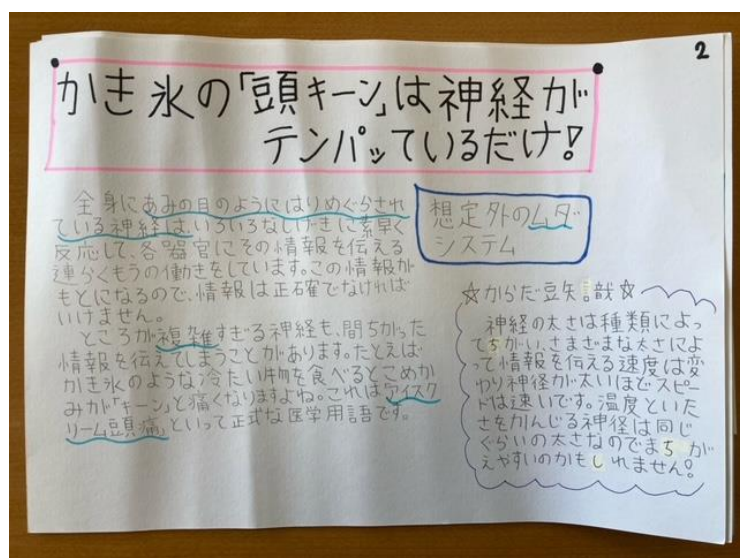 2
かき氷の「頭キーン」は神経が
テンパッているだけ!
全身にあみの目のようにはりめぐらされ
ている神経は、いろいろなしげきに素早く
反応して、各器官にその情報を伝える
連らくもうの働きをしています。この情報が
もとになるので、情報は正確でなければ
いけません。
ところが複雑すぎる神経も、間ちがった
情報を伝えてしまうことがあります。たとえば
かき氷のような冷たい物を食べるとこめか
みが「キーン」と痛くなりますよね。これは「アイスク
リーム頭痛」といって正式な医学用語です。
想定外のムダ
システム
☆からだ豆知識☆
神経の太さは種類によっ
てちがい、さまざまな太さによ
って情報を伝える速度は変
わり神径が太いほどスピー
ドは速いです。温度といた
さをかんじる神経は同じ
ぐらいの太さなのでまちが
えやすいのかもしれません!